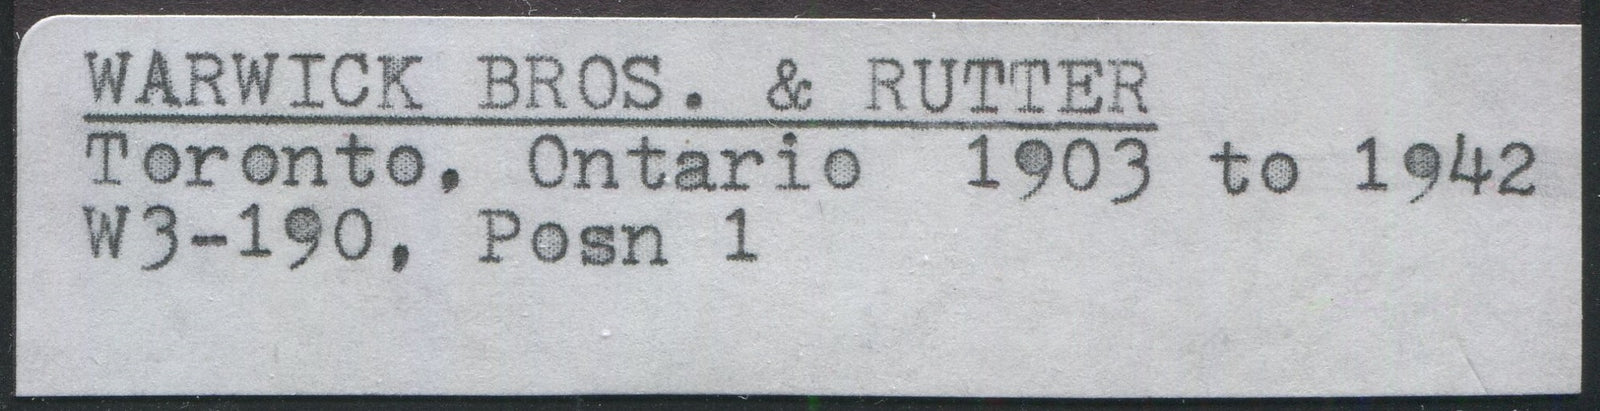 WARWICK BROS. & RUTTER
Toronto, Ontario 1903 to 1942
W3-190, Posn 1